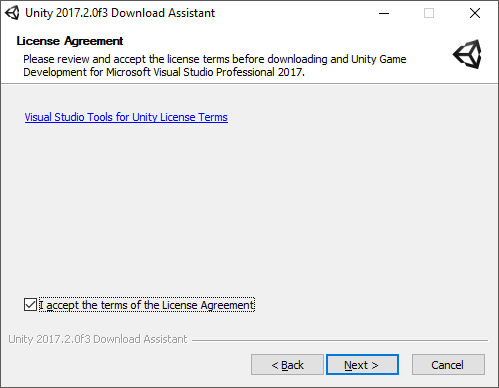 Unity 2017.2.0f3 Download Assistant
License Agreement
Please review and accept the license terms before downloading and Unity Game
Development for Microsoft Visual Studio Professional 2017.
Visual Studio Tools for Unity License Terms
I accept the terms of the License Agreement
Unity 2017.2.0f3 Download Assistant
< Back Next > Cancel